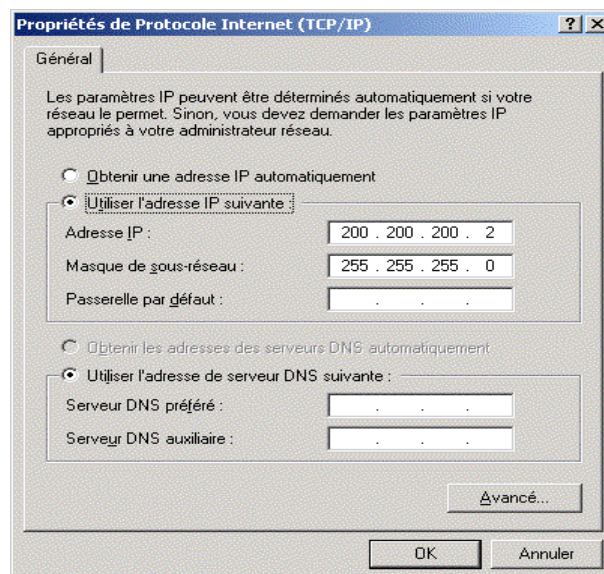 Propriétés de Protocole Internet (TCP/IP)
Général
Les paramètres IP peuvent être déterminés automatiquement si votre
réseau le permet. Sinon, vous devez demander les paramètres IP
appropriés à votre administrateur réseau.
Obtenir une adresse IP automatiquement
Utiliser l'adresse IP suivante :
Adresse IP : 200 . 200 . 200 . 2
Masque de sous-réseau : 255 . 255 . 255 . 0
Passerelle par défaut : . . .
Obtenir les adresses des serveurs DNS automatiquement
Utiliser l'adresse de serveur DNS suivante :
Serveur DNS préféré : . . .
Serveur DNS auxiliaire : . . .
Avancé...
OK Annuler